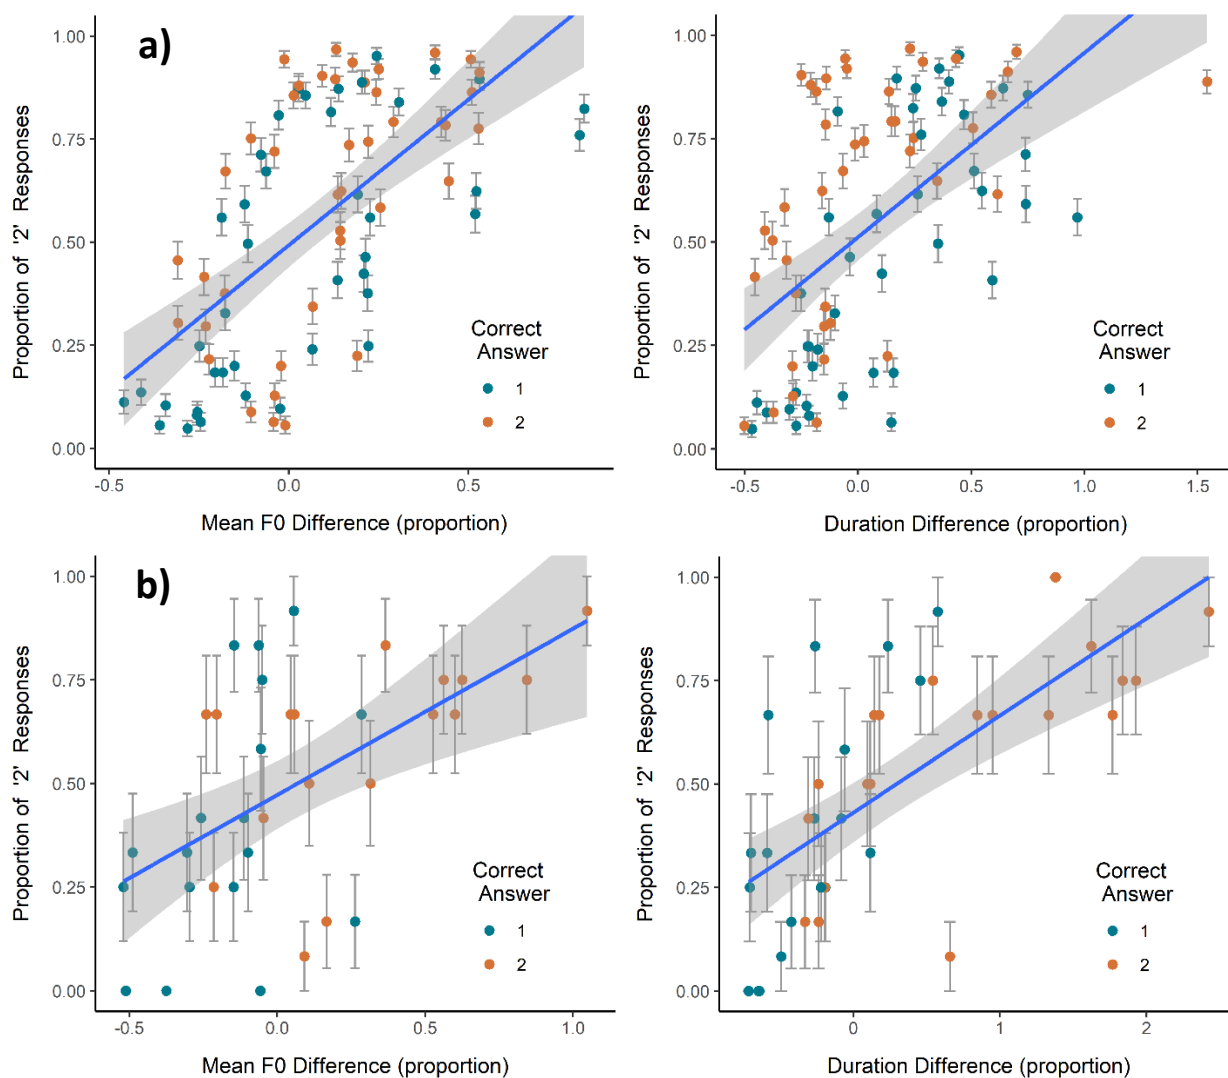 a)
Proportion of '2' Responses
1.00
0.75
0.50
0.25
0.00
-0.5
0.0
0.5
Mean F0 Difference (proportion)
Correct
Answer
1
2
Proportion of '2' Responses
1.00
0.75
0.50
0.25
0.00
-0.5
0.0
0.5
1.0
1.5
Duration Difference (proportion)
Correct
Answer
1
2
b)
Proportion of '2' Responses
1.00
0.75
0.50
0.25
0.00
-0.5
0.0
0.5
1.0
Mean F0 Difference (proportion)
Correct
Answer
1
2
Proportion of '2' Responses
1.00
0.75
0.50
0.25
0.00
0
1
2
Duration Difference (proportion)
Correct
Answer
1
2